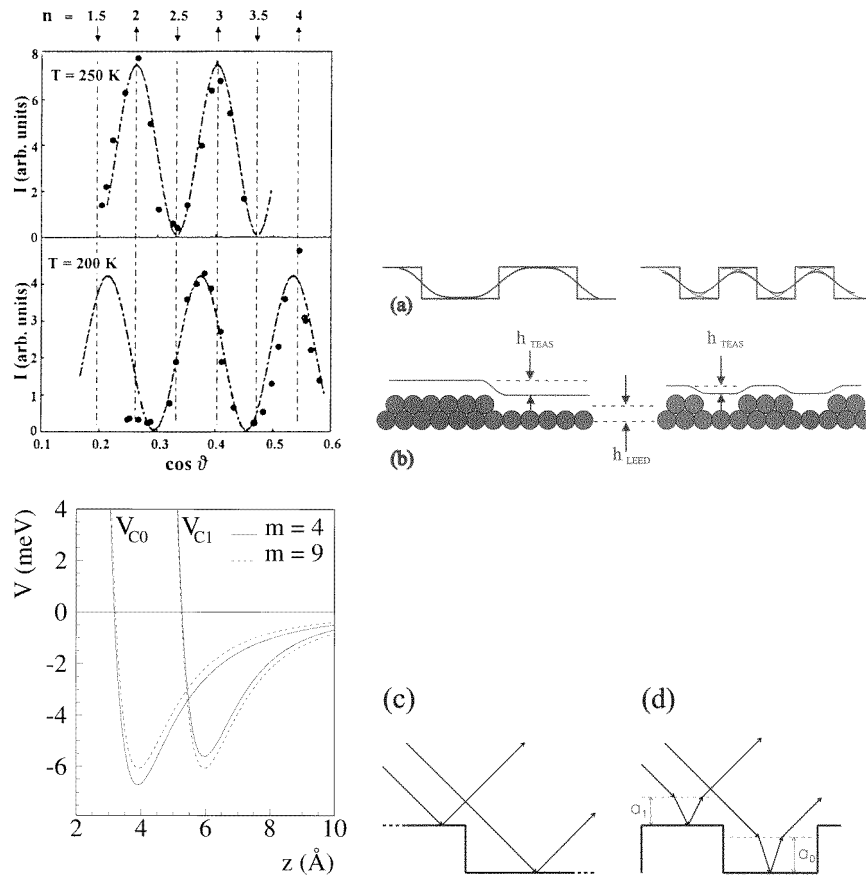 n = 1.5 2 2.5 3 3.5 4
T = 250 K
I (arb. units)
8
6
4
2
0
T = 200 K
I (arb. units)
4
3
2
1
0
0.1 0.2 0.3 0.4 0.5 0.6
cos ϑ
(a)
h TEAS
h TEAS
(b)
h LEED
V (meV)
4
2
0
-2
-4
-6
V C0
V C1
m = 4
m = 9
2 4 6 8 10
z (Å)
(c)
(d)
a 1
a 0